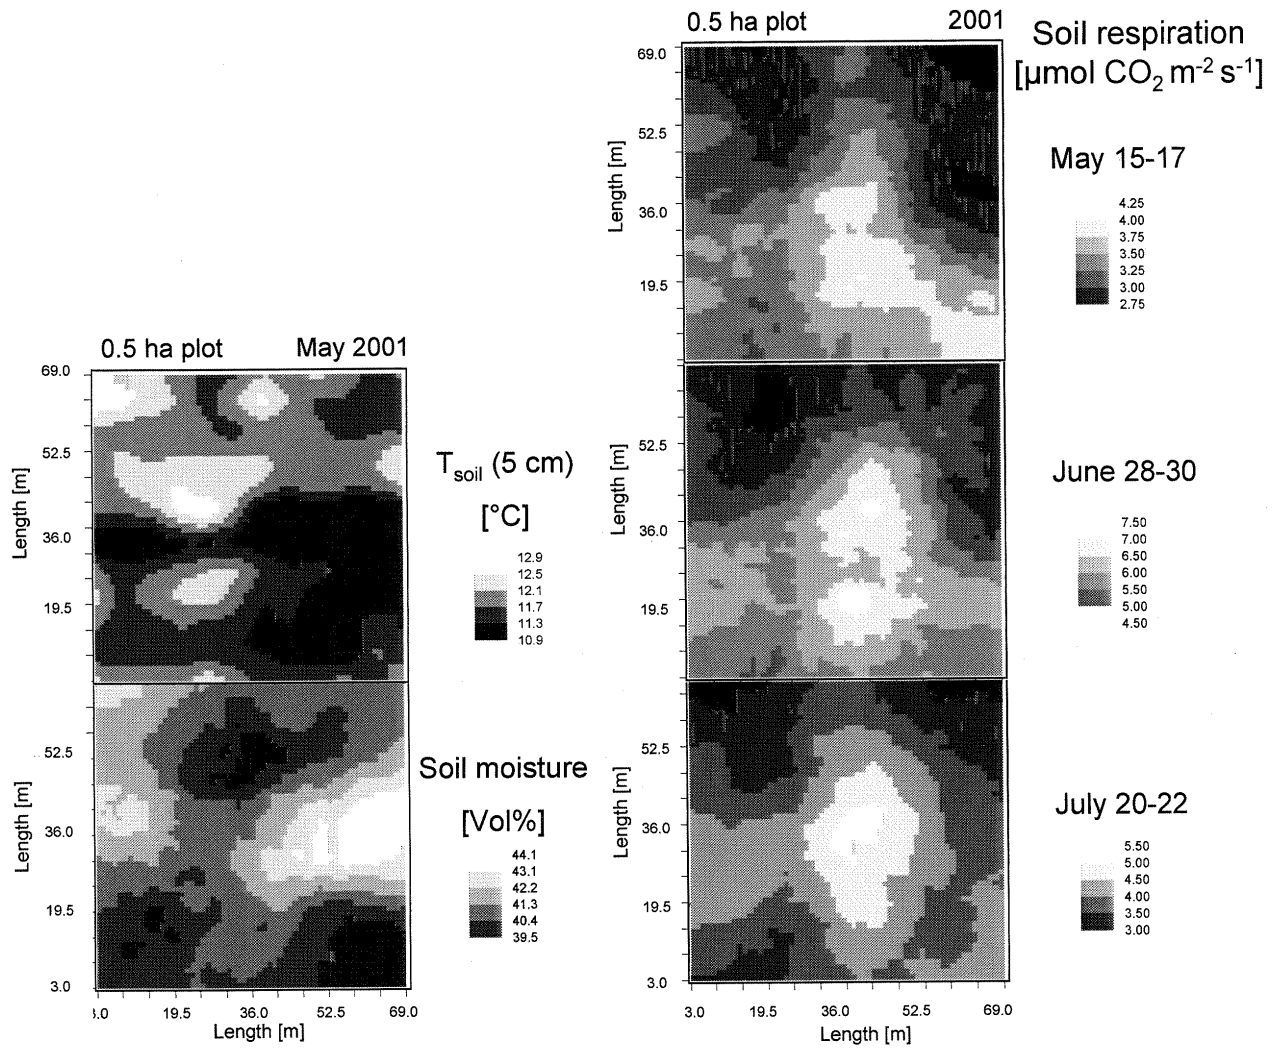 0.5 ha plot 2001
Soil respiration
[µmol CO2 m-2 s-1]
69.0
52.5
36.0
19.5
Length [m]
May 15-17
4.25
4.00
3.75
3.50
3.25
3.00
2.75
0.5 ha plot May 2001
69.0
52.5
36.0
19.5
Length [m]
Tsoil (5 cm)
[°C]
12.9
12.5
12.1
11.7
11.3
10.9
52.5
36.0
19.5
Length [m]
June 28-30
7.50
7.00
6.50
6.00
5.50
5.00
4.50
52.5
36.0
19.5
3.0
Length [m]
Soil moisture
[Vol%]
44.1
43.1
42.2
41.3
40.4
39.5
3.0 19.5 36.0 52.5 69.0
Length [m]
52.5
36.0
19.5
3.0
Length [m]
July 20-22
5.50
5.00
4.50
4.00
3.50
3.00
3.0 19.5 36.0 52.5 69.0
Length [m]